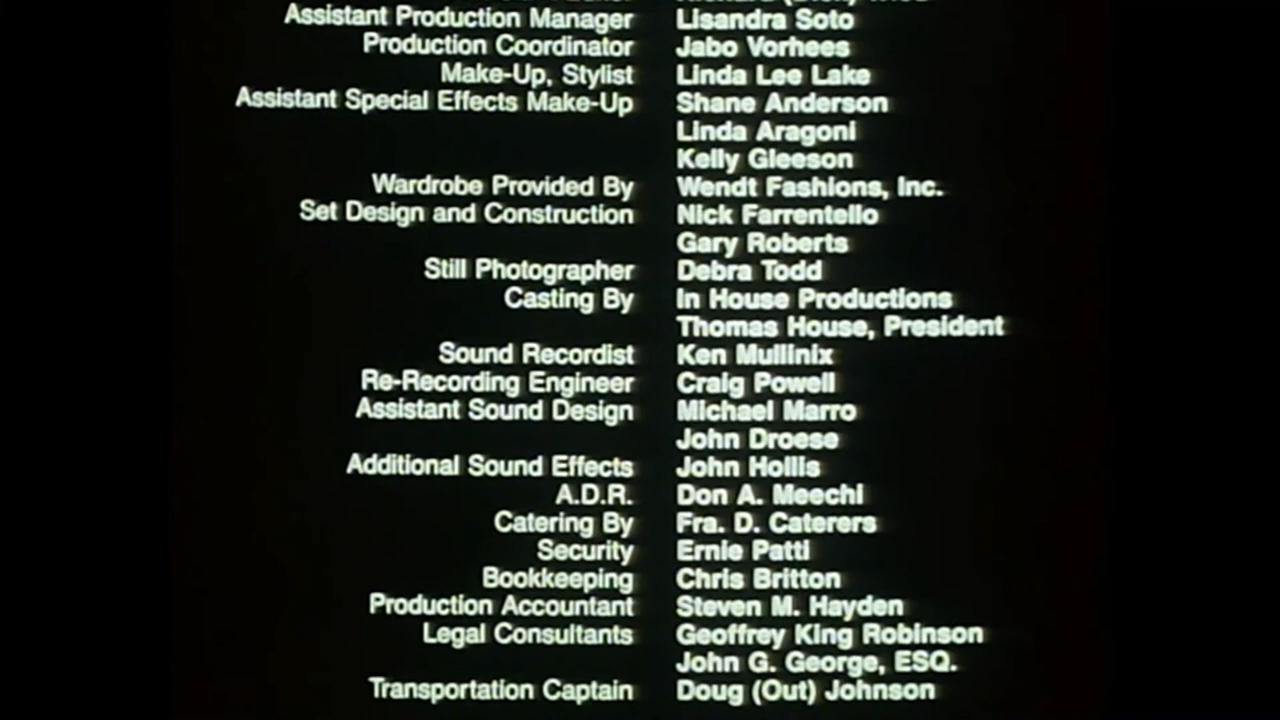 Assistant Production Manager Lisandra Soto
Production Coordinator Jabo Vorhees
Make-Up, Stylist Linda Lee Lake
Assistant Special Effects Make-Up Shane Anderson
Linda Aragoni
Kelly Gleeson
Wardrobe Provided By Wendt Fashions, Inc.
Set Design and Construction Nick Farrentello
Gary Roberts
Still Photographer Debra Todd
Casting By In House Productions
Thomas House, President
Sound Recordist Ken Mullinix
Re-Recording Engineer Craig Powell
Assistant Sound Design Michael Marro
John Droese
Additional Sound Effects John Hollis
A.D.R. Don A. Meechi
Catering By Fra. D. Caterers
Security Ernie Patti
Bookkeeping Chris Britton
Production Accountant Steven M. Hayden
Legal Consultants Geoffrey King Robinson
John G. George, ESQ.
Transportation Captain Doug (Out) Johnson